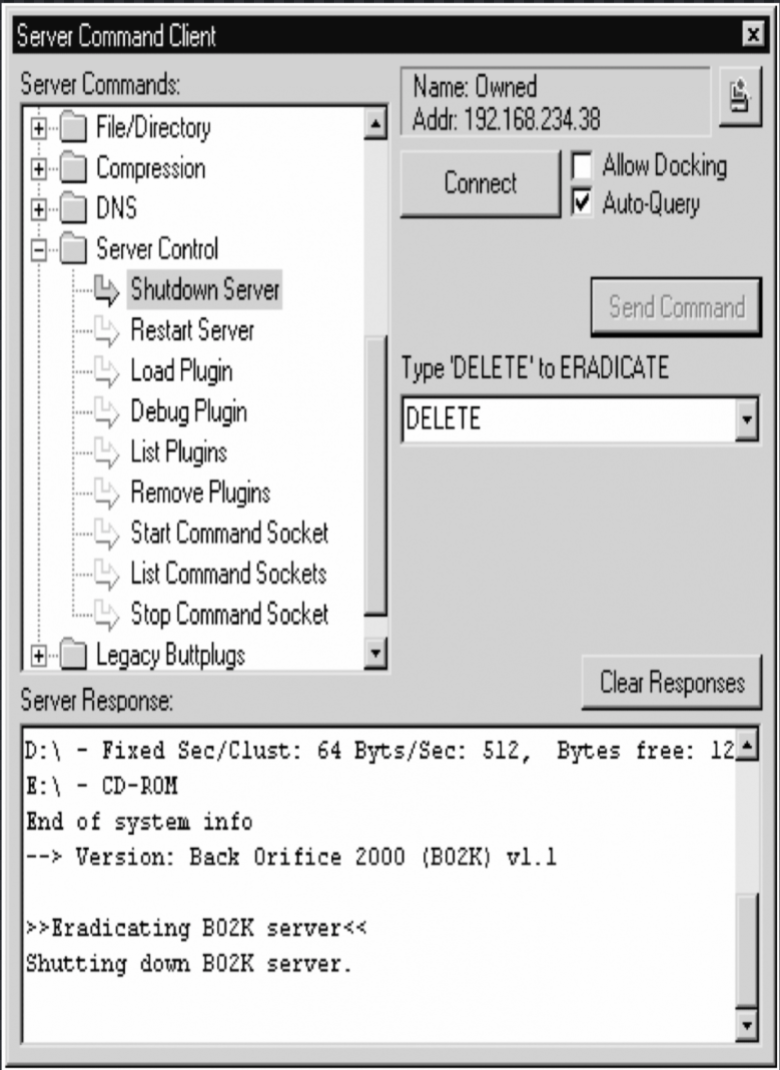 Server Command Client
Server Commands:
File/Directory
Compression
DNS
Server Control
Shutdown Server
Restart Server
Load Plugin
Debug Plugin
List Plugins
Remove Plugins
Start Command Socket
List Command Sockets
Stop Command Socket
Legacy Buttplugs
Name: Owned
Addr: 192.168.234.38
Connect
Allow Docking
Auto-Query
Send Command
Type 'DELETE' to ERADICATE
DELETE
Clear Responses
Server Response:
D:\ - Fixed Sec/Clust: 64 Byts/Sec: 512,  Bytes free: 12
E:\ - CD-ROM
End of system info
--> Version: Back Orifice 2000 (BO2K) v1.1
>>Eradicating BO2K server<<
Shutting down BO2K server.